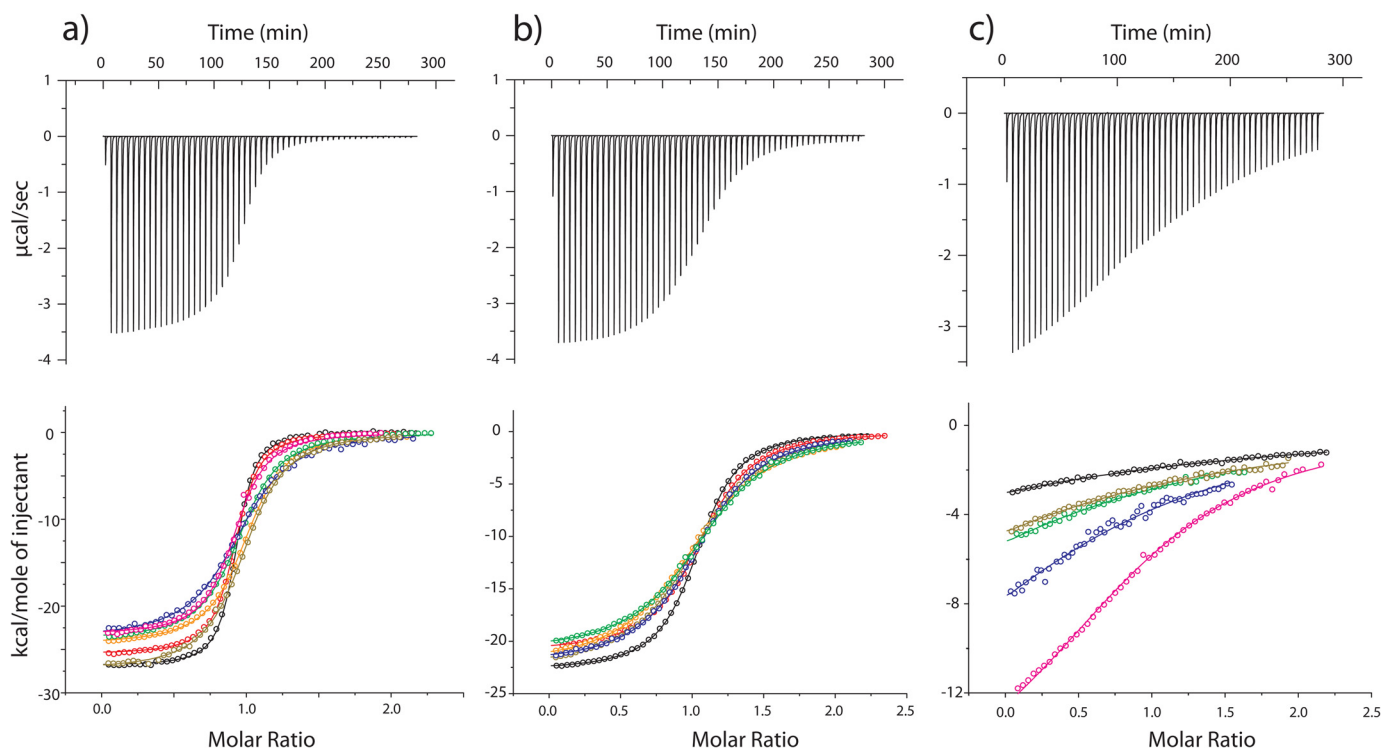 a)
Time (min)
0 50 100 150 200 250 300
1
0
-1
-2
-3
-4
µcal/sec
0
-10
-20
-30
kcal/mole of injectant
0.0 1.0 2.0
Molar Ratio
b)
Time (min)
0 50 100 150 200 250 300
1
0
-1
-2
-3
-4
0
-5
-10
-15
-20
-25
0.0 0.5 1.0 1.5 2.0 2.5
Molar Ratio
c)
Time (min)
0 100 200 300
0
-1
-2
-3
0
-4
-8
-12
0.0 0.5 1.0 1.5 2.0 2.5
Molar Ratio